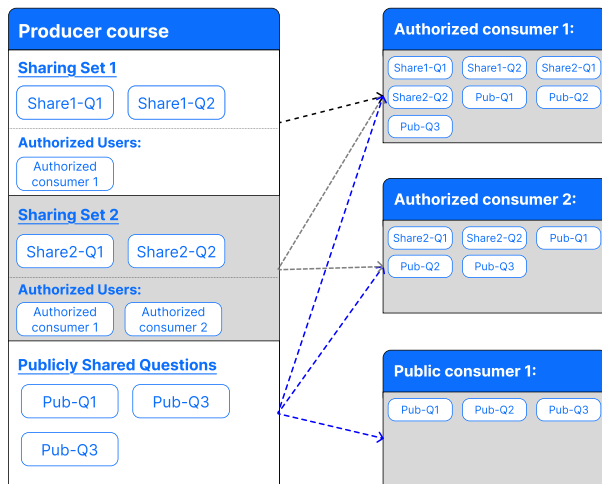 Producer course
Sharing Set 1
Share1-Q1
Share1-Q2
Authorized Users:
Authorized
consumer 1
Sharing Set 2
Share2-Q1
Share2-Q2
Authorized Users:
Authorized
consumer 1
Authorized
consumer 2
Publicly Shared Questions
Pub-Q1
Pub-Q3
Pub-Q3
Authorized consumer 1:
Share1-Q1
Share1-Q2
Share2-Q1
Share2-Q2
Pub-Q1
Pub-Q2
Pub-Q3
Authorized consumer 2:
Share2-Q1
Share2-Q2
Pub-Q1
Pub-Q2
Pub-Q3
Public consumer 1:
Pub-Q1
Pub-Q2
Pub-Q3